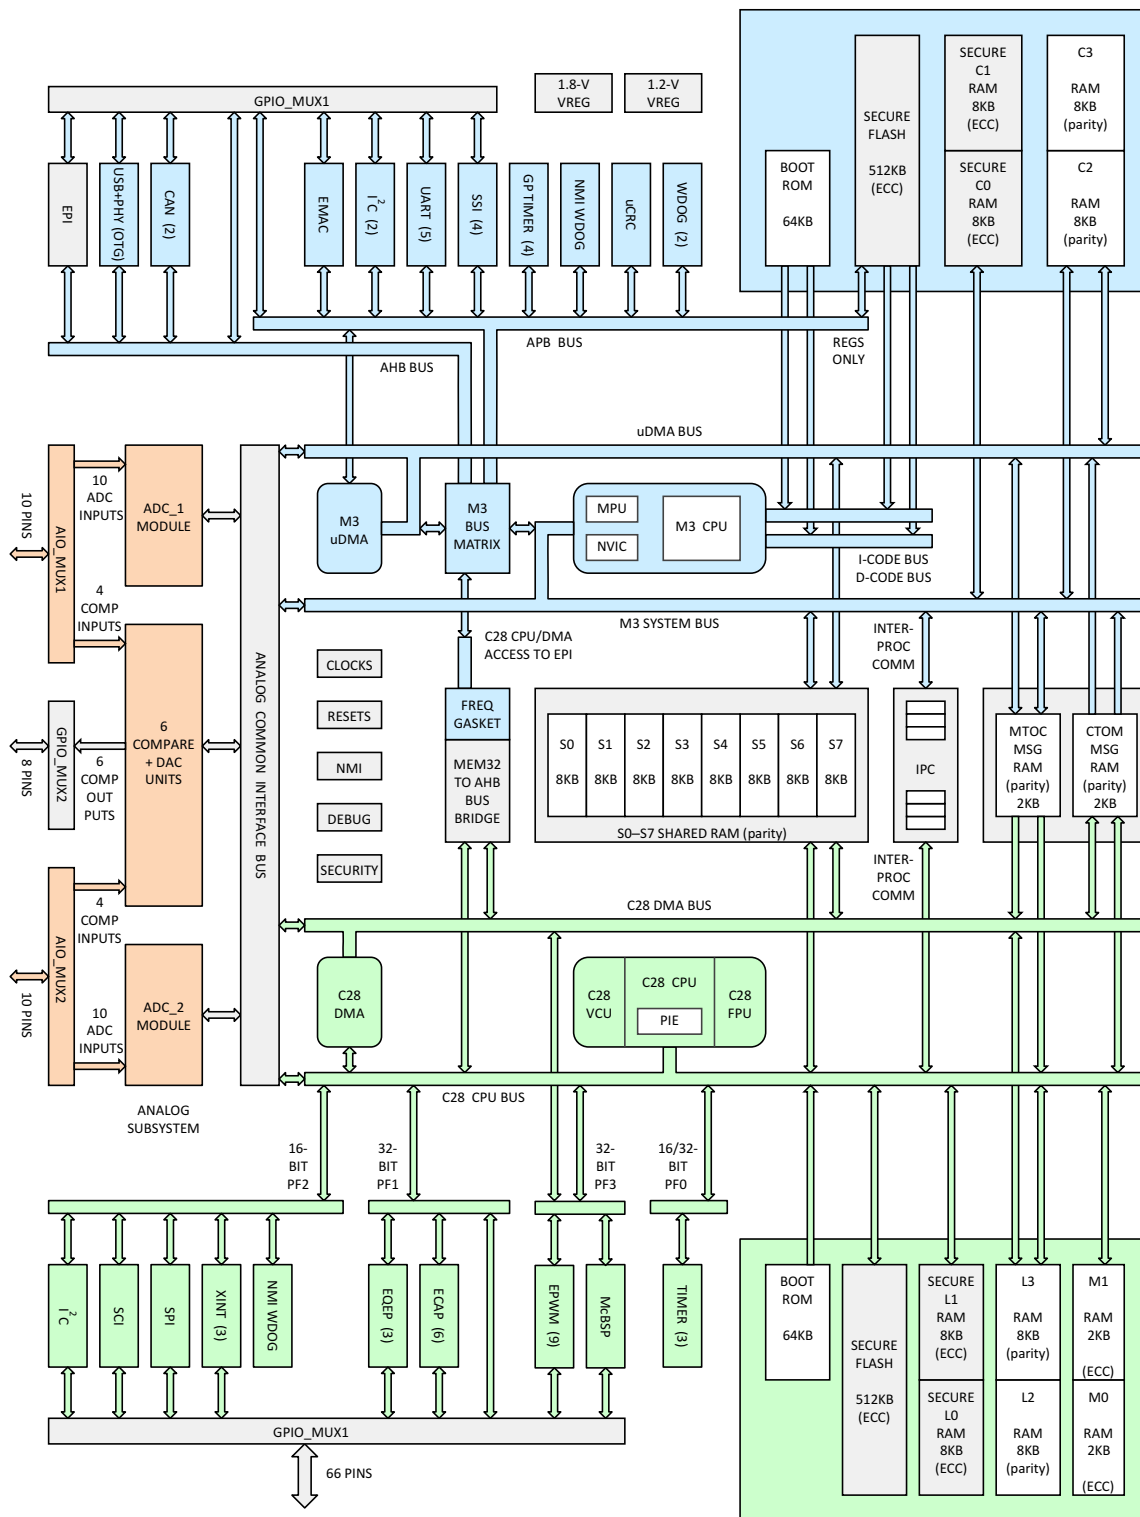 GPIO_MUX1
1.8-V
VREG
1.2-V
VREG
EPI
USB+PHY (OTG)
CAN (2)
EMAC
I2C (2)
UART (5)
SSI (4)
GP TIMER (4)
NMI WDOG
uCRC
WDOG (2)
BOOT
ROM
64KB
SECURE
FLASH
512KB
(ECC)
SECURE
C1
RAM
8KB
(ECC)
SECURE
C0
RAM
8KB
(ECC)
C3
RAM
8KB
(parity)
C2
RAM
8KB
(parity)
APB BUS
REGS
ONLY
AHB BUS
uDMA BUS
M3
uDMA
M3
BUS
MATRIX
MPU
NVIC
M3 CPU
I-CODE BUS
D-CODE BUS
M3 SYSTEM BUS
10 PINS
AIO_MUX1
10
ADC
INPUTS
ADC_1
MODULE
4
COMP
INPUTS
6
COMPARE
+ DAC
UNITS
8 PINS
GPIO_MUX2
6
COMP
OUT
PUTS
AIO_MUX2
4
COMP
INPUTS
10 PINS
10
ADC
INPUTS
ADC_2
MODULE
ANALOG
SUBSYSTEM
ANALOG COMMON INTERFACE BUS
CLOCKS
RESETS
NMI
DEBUG
SECURITY
C28 CPU/DMA
ACCESS TO EPI
FREQ
GASKET
MEM32
TO AHB
BUS
BRIDGE
S0
8KB
S1
8KB
S2
8KB
S3
8KB
S4
8KB
S5
8KB
S6
8KB
S7
8KB
S0–S7 SHARED RAM (parity)
INTER-
PROC
COMM
IPC
INTER-
PROC
COMM
MTOC
MSG
RAM
(parity)
2KB
CTOM
MSG
RAM
(parity)
2KB
C28 DMA BUS
C28
DMA
C28
VCU
C28 CPU
PIE
C28
FPU
C28 CPU BUS
16-
BIT
PF2
32-
BIT
PF1
32-
BIT
PF3
16/32-
BIT
PF0
I2C
SCI
SPI
XINT (3)
NMI WDOG
EQEP (3)
ECAP (6)
EPWM (9)
McBSP
TIMER (3)
GPIO_MUX1
66 PINS
BOOT
ROM
64KB
SECURE
FLASH
512KB
(ECC)
SECURE
L1
RAM
8KB
(ECC)
SECURE
L0
RAM
8KB
(ECC)
L3
RAM
8KB
(parity)
L2
RAM
8KB
(parity)
M1
RAM
2KB
(ECC)
M0
RAM
2KB
(ECC)